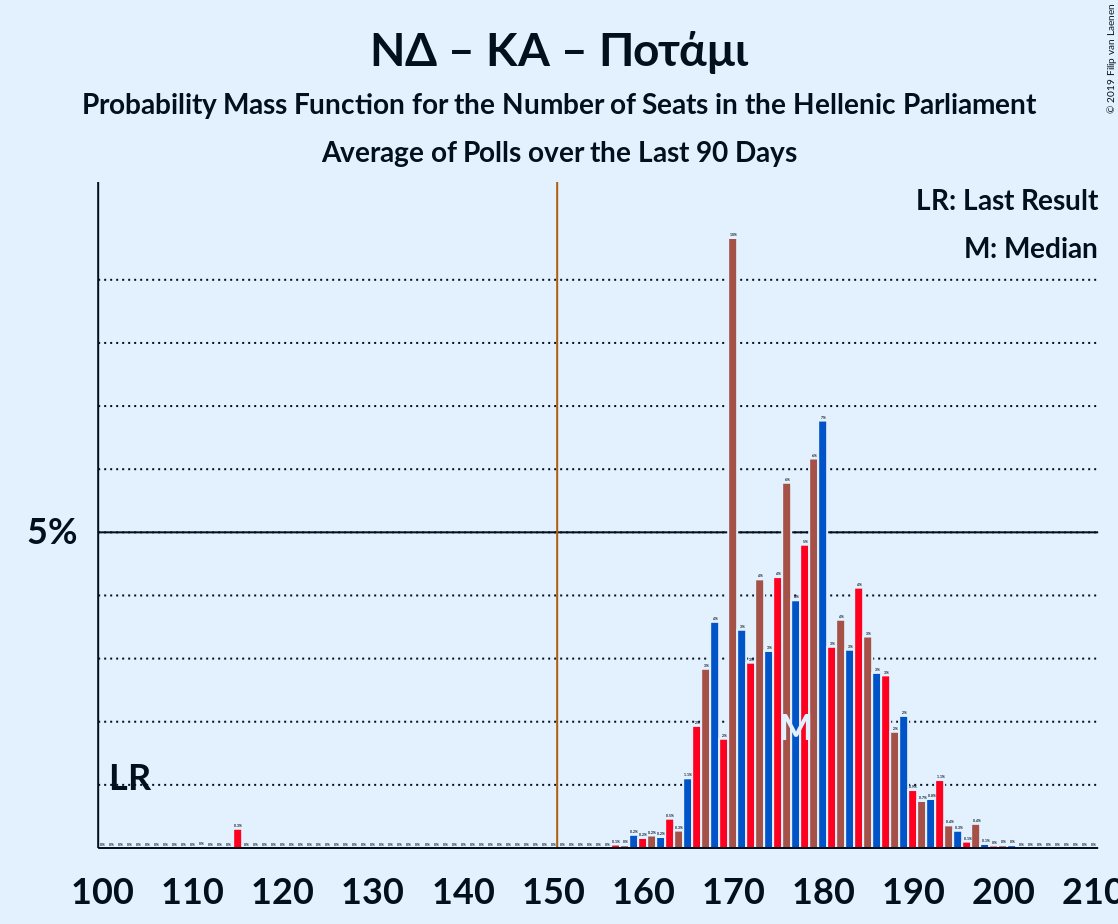 ΝΔ – ΚΑ – Ποτάμι
Probability Mass Function for the Number of Seats in the Hellenic Parliament
Average of Polls over the Last 90 Days
© 2019 Filip van Laenen
LR: Last Result
M: Median
5%
LR
M
100 110 120 130 140 150 160 170 180 190 200 210